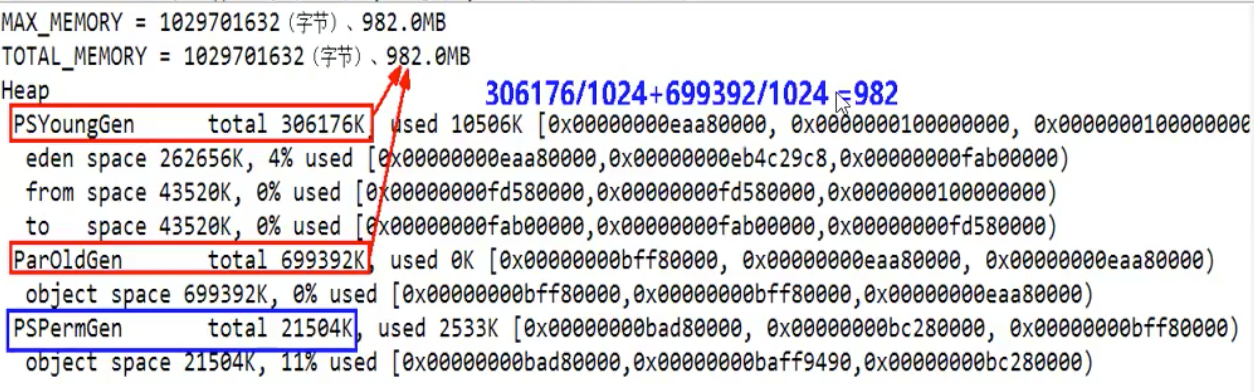 MAX_MEMORY = 1029701632（字节）、982.0MB
TOTAL_MEMORY = 1029701632（字节）、982.0MB
Heap
306176/1024+699392/1024 =982
PSYoungGen      total 306176K, used 10506K [0x00000000eaa80000, 0x0000000100000000, 0x0000000100000000
eden space 262656K, 4% used [0x00000000eaa80000,0x00000000eb4c29c8,0x00000000fab00000)
from space 43520K, 0% used [0x00000000fd580000,0x00000000fd580000,0x0000000100000000)
to   space 43520K, 0% used [0x00000000fab00000,0x00000000fab00000,0x00000000fd580000)
ParOldGen       total 699392K, used 0K [0x00000000bff80000, 0x00000000eaa80000, 0x00000000eaa80000)
object space 699392K, 0% used [0x00000000bff80000,0x00000000bff80000,0x00000000eaa80000)
PSPermGen       total 21504K, used 2533K [0x00000000bad80000, 0x00000000bc280000, 0x00000000bff80000)
object space 21504K, 11% used [0x00000000bad80000,0x00000000baff9490,0x00000000bc280000)